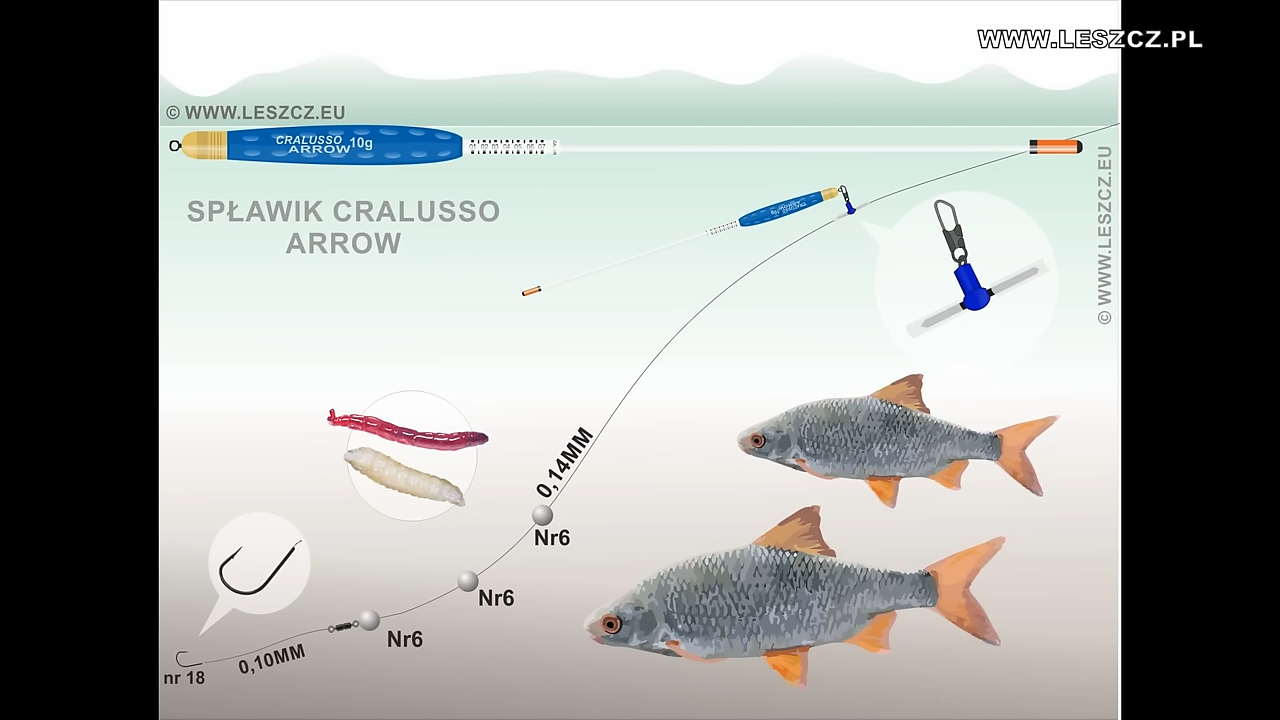 WWW.LESZCZ.PL
© WWW.LESZCZ.EU
CRALUSSO
ARROW 10g
SPŁAWIK CRALUSSO
ARROW
© WWW.LESZCZ.EU
0,14MM
Nr6
Nr6
Nr6
0,10MM
nr 18